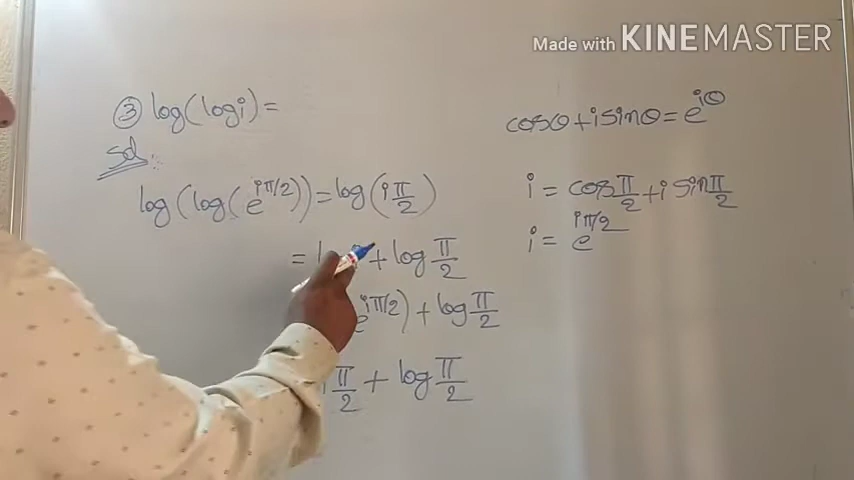 Made with KINEMASTER
③ log(log i) =
cosθ + i sinθ = e^{iθ}
Sol:
log(log(e^{iπ/2})) = log(i π/2)
i = cos π/2 + i sin π/2
i = e^{iπ/2}
= + log π/2
e^{iπ/2}) + log π/2
π/2 + log π/2